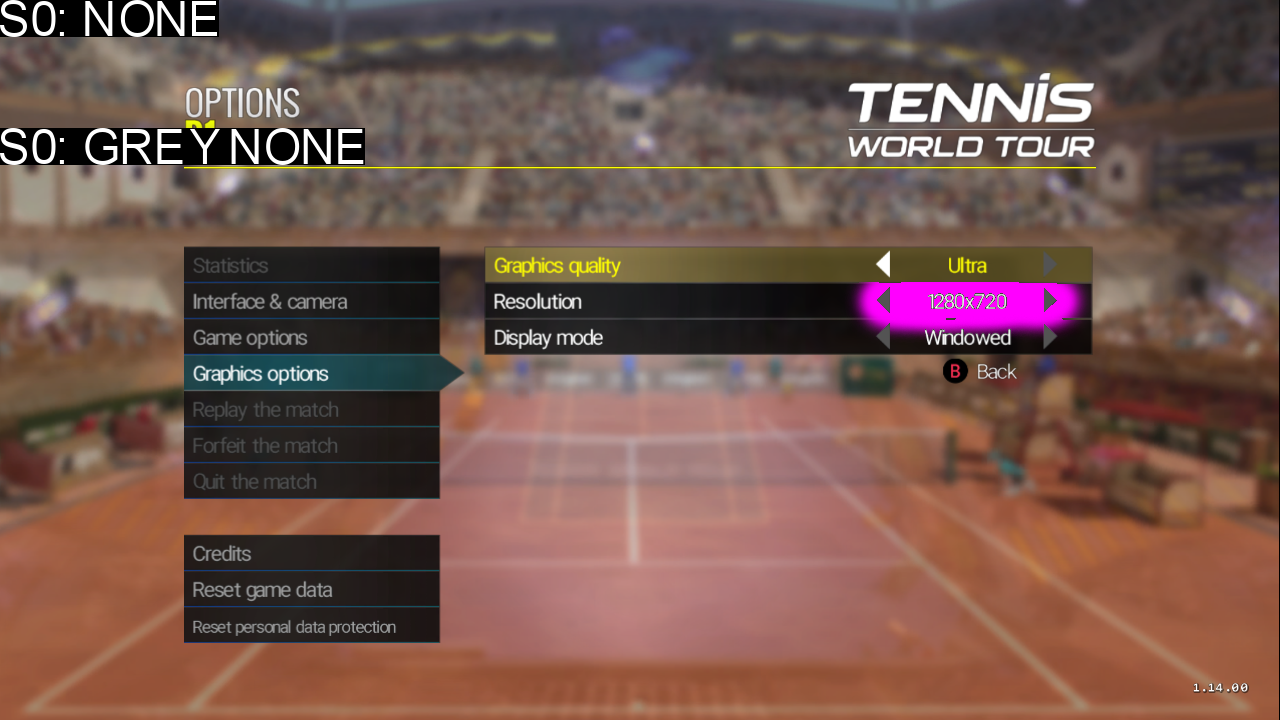 S0: NONE
OPTIONS
TENNIS
WORLD TOUR
S0: GREY NONE
Statistics
Interface & camera
Game options
Graphics options
Replay the match
Forfeit the match
Quit the match
Credits
Reset game data
Reset personal data protection
Graphics quality Ultra
Resolution 1280x720
Display mode Windowed
B Back
1.14.00